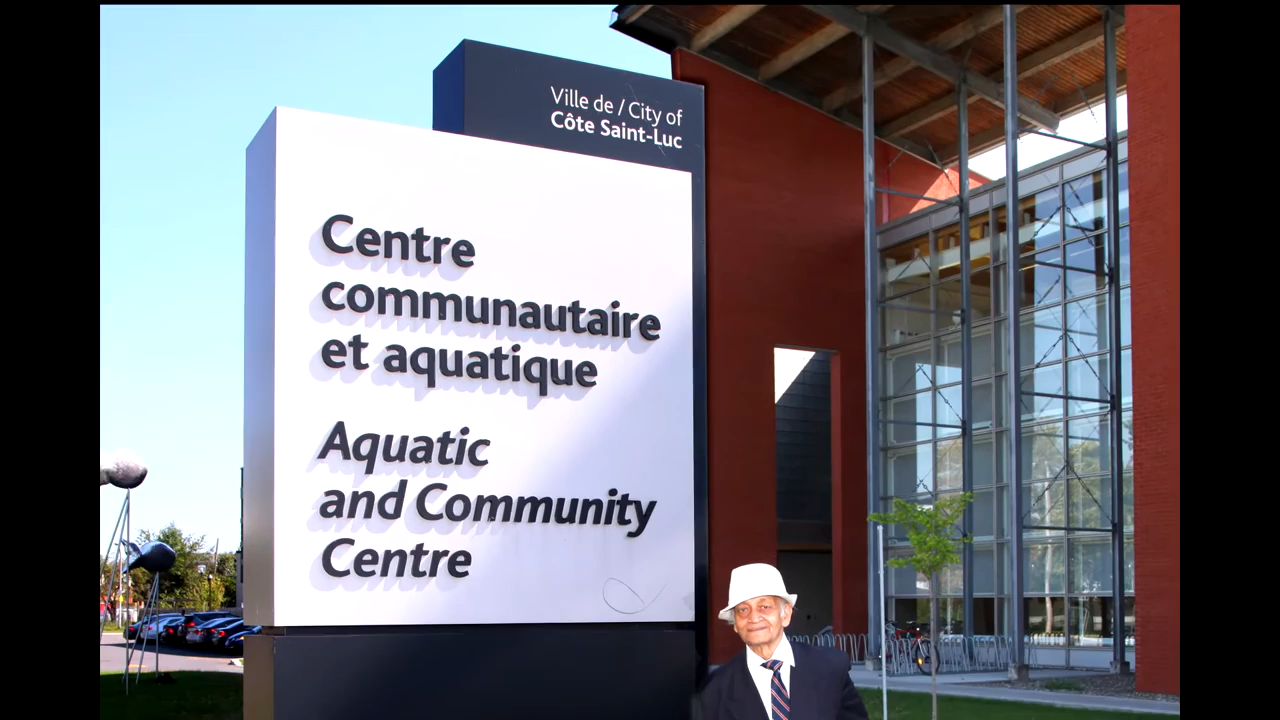 Ville de / City of
Côte Saint-Luc
Centre
communautaire
et aquatique
Aquatic
and Community
Centre